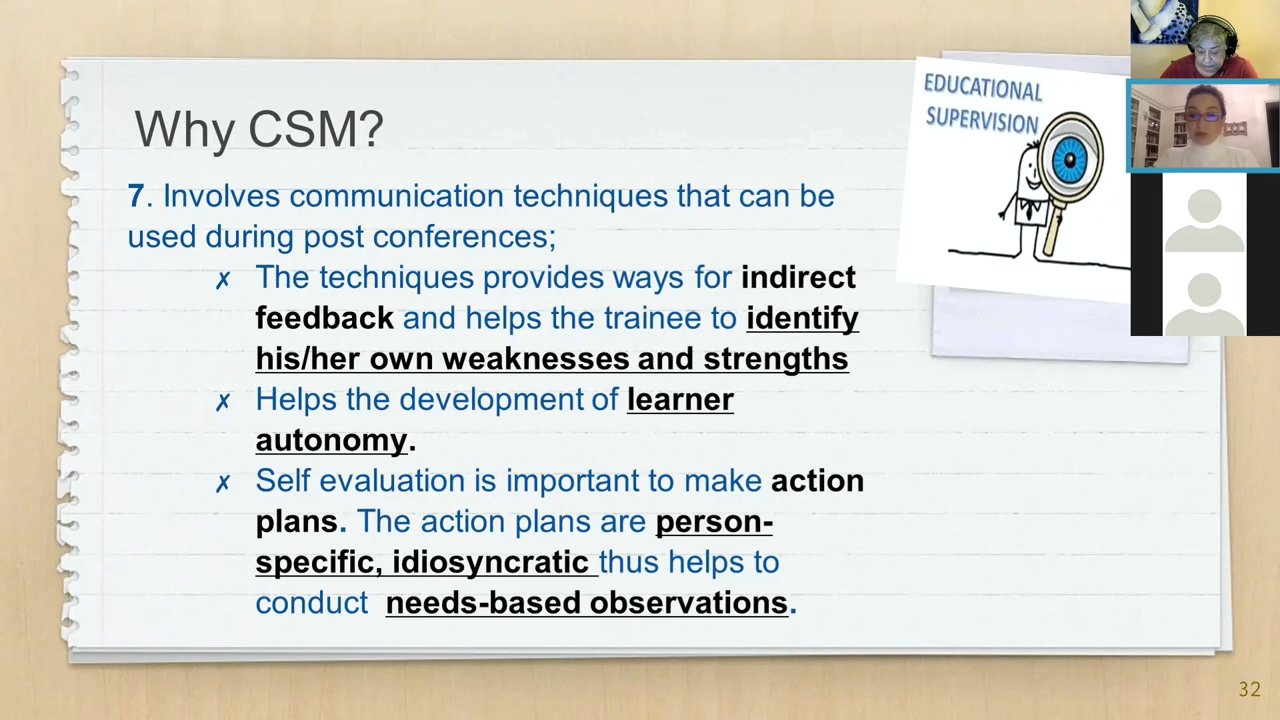 Why CSM?
7. Involves communication techniques that can be
used during post conferences;
✗ The techniques provides ways for indirect
feedback and helps the trainee to identify
his/her own weaknesses and strengths
✗ Helps the development of learner
autonomy.
✗ Self evaluation is important to make action
plans. The action plans are person-
specific, idiosyncratic thus helps to
conduct needs-based observations.
EDUCATIONAL
SUPERVISION
32